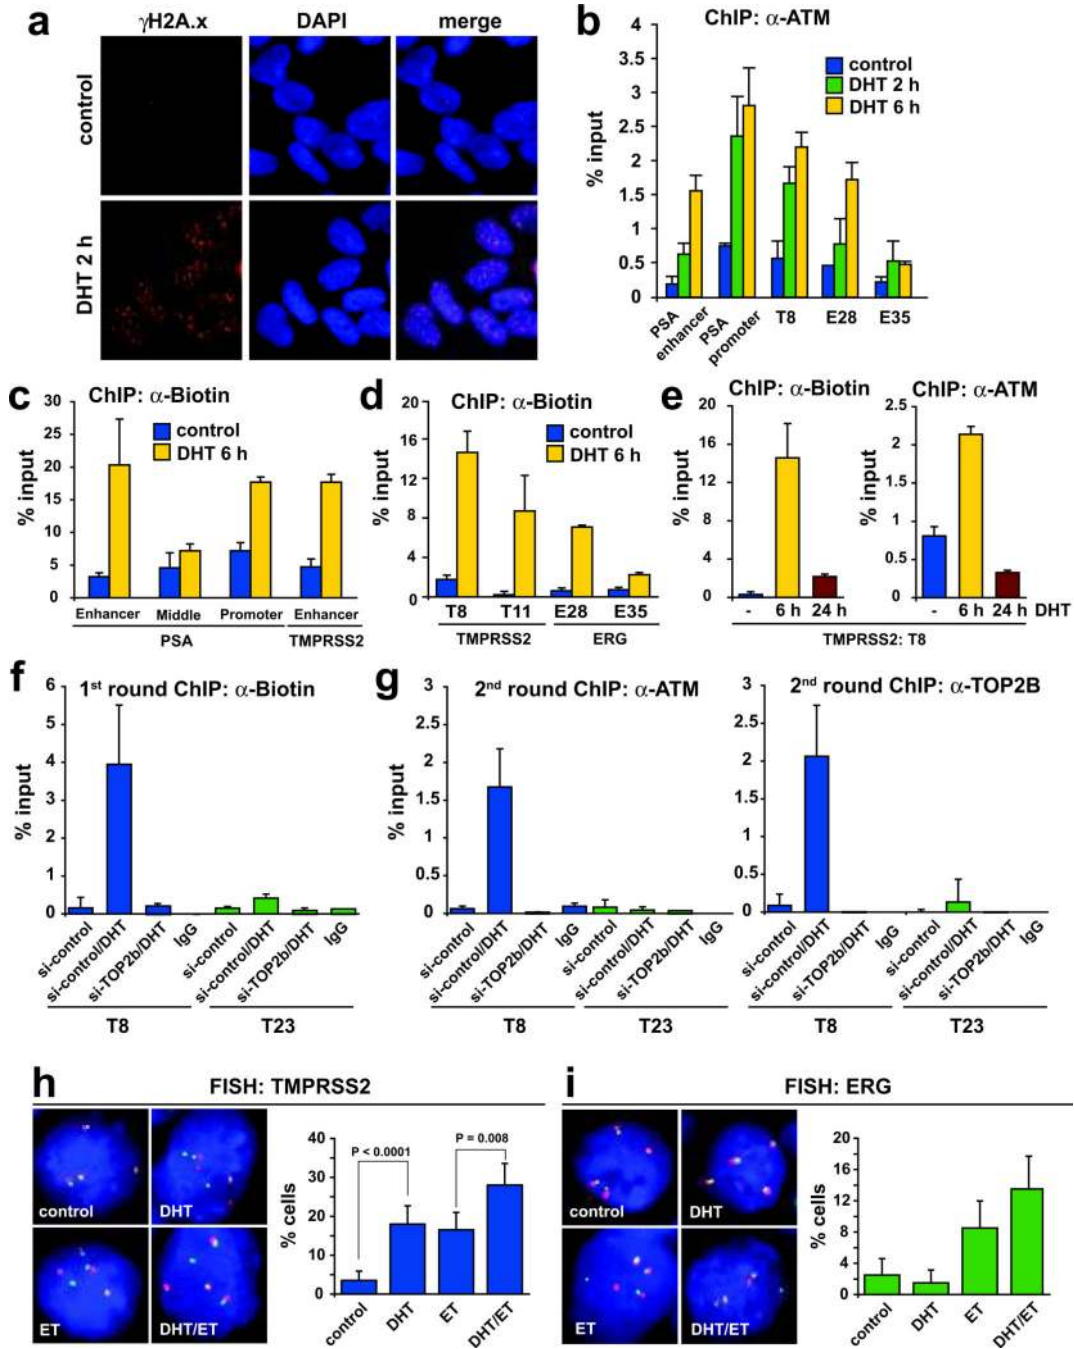 a
γH2A.x DAPI merge
control
DHT 2 h
b
ChIP: α-ATM
% input
4
3.5
3
2.5
2
1.5
1
0.5
0
control
DHT 2 h
DHT 6 h
PSA enhancer
PSA promoter
T8 E28 E35
c
ChIP: α-Biotin
% input
30
25
20
15
10
5
0
control
DHT 6 h
Enhancer Middle Promoter Enhancer
PSA TMPRSS2
d
ChIP: α-Biotin
% input
20
16
12
8
4
0
control
DHT 6 h
T8 T11 E28 E35
TMPRSS2 ERG
e
ChIP: α-Biotin
% input
20
16
12
8
4
0
- 6 h 24 h
ChIP: α-ATM
2.5
2
1.5
1
0.5
0
- 6 h 24 h DHT
TMPRSS2: T8
f
1st round ChIP: α-Biotin
% input
6
5
4
3
2
1
0
si-control
si-control/DHT
si-TOP2b/DHT
IgG
si-control
si-control/DHT
si-TOP2b/DHT
IgG
T8 T23
g
2nd round ChIP: α-ATM
% input
3
2.5
2
1.5
1
0.5
0
si-control
si-control/DHT
si-TOP2b/DHT
IgG
si-control
si-control/DHT
si-TOP2b/DHT
IgG
T8 T23
2nd round ChIP: α-TOP2B
3
2.5
2
1.5
1
0.5
0
si-control
si-control/DHT
si-TOP2b/DHT
IgG
si-control
si-control/DHT
si-TOP2b/DHT
IgG
T8 T23
h
FISH: TMPRSS2
control
DHT
ET
DHT/ET
% cells
40
30
20
10
0
P < 0.0001
P = 0.008
control
DHT
ET
DHT/ET
i
FISH: ERG
control
DHT
ET
DHT/ET
% cells
20
16
12
8
4
0
control
DHT
ET
DHT/ET